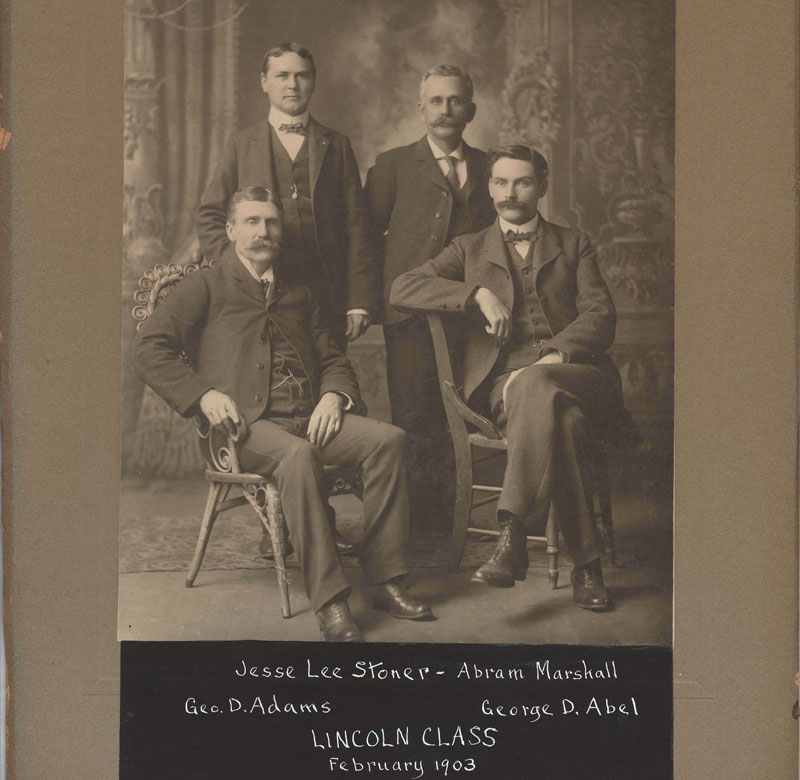 Jesse Lee Stoner - Abram Marshall
Geo. D. Adams George D. Abel
LINCOLN CLASS
February 1903